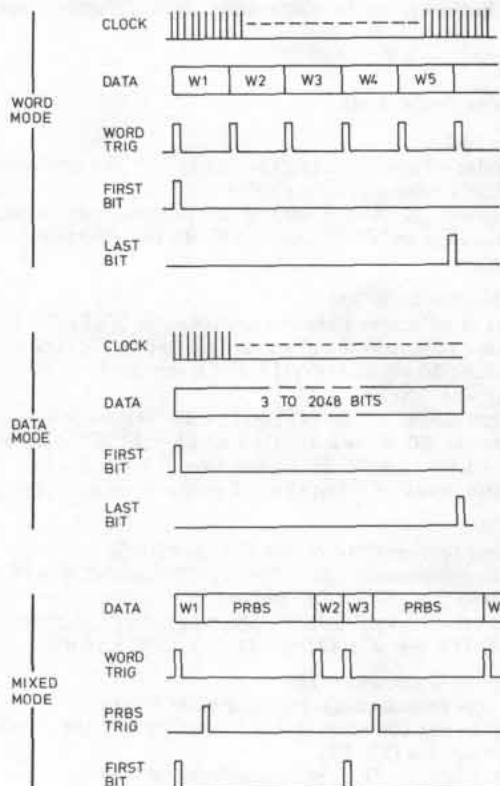 WORD
MODE
CLOCK
DATA W1 W2 W3 W4 W5
WORD
TRIG
FIRST
BIT
LAST
BIT
DATA
MODE
CLOCK
DATA 3 TO 2048 BITS
FIRST
BIT
LAST
BIT
MIXED
MODE
DATA W1 PRBS W2 W3 PRBS W
WORD
TRIG
PRBS
TRIG
FIRST
BIT